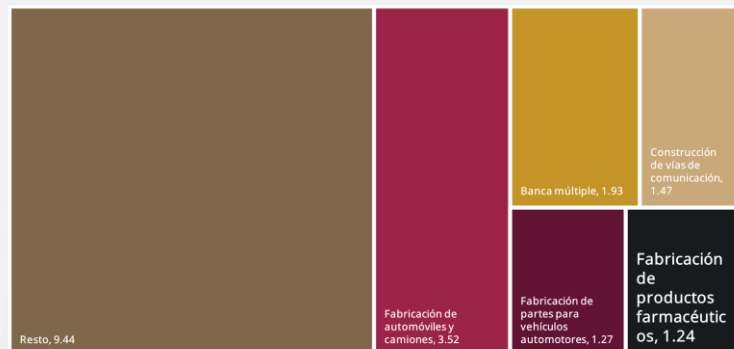 Resto, 9.44
Fabricación de
automóviles y
camiones, 3.52
Banca múltiple, 1.93
Construcción
de vías de
comunicación,
1.47
Fabricación de
partes para
vehículos
automotores, 1.27
Fabricación
de
productos
farmacéutic
os, 1.24